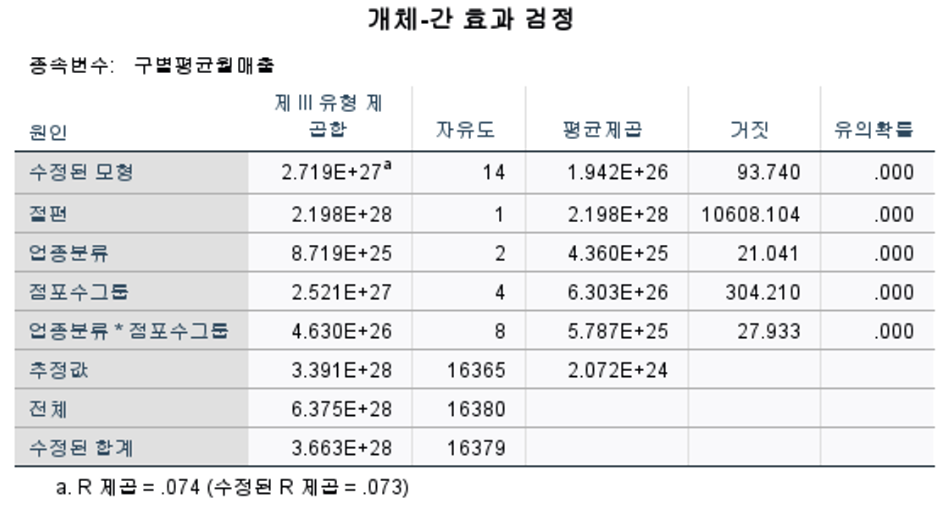 개체-간 효과 검정
종속변수: 구별평균월매출
원인 제 III 유형 제곱합 자유도 평균제곱 거짓 유의확률
수정된 모형 2.719E+27a 14 1.942E+26 93.740 .000
절편 2.198E+28 1 2.198E+28 10608.104 .000
업종분류 8.719E+25 2 4.360E+25 21.041 .000
점포수그룹 2.521E+27 4 6.303E+26 304.210 .000
업종분류 * 점포수그룹 4.630E+26 8 5.787E+25 27.933 .000
추정값 3.391E+28 16365 2.072E+24
전체 6.375E+28 16380
수정된 합계 3.663E+28 16379
a. R 제곱 = .074 (수정된 R 제곱 = .073)